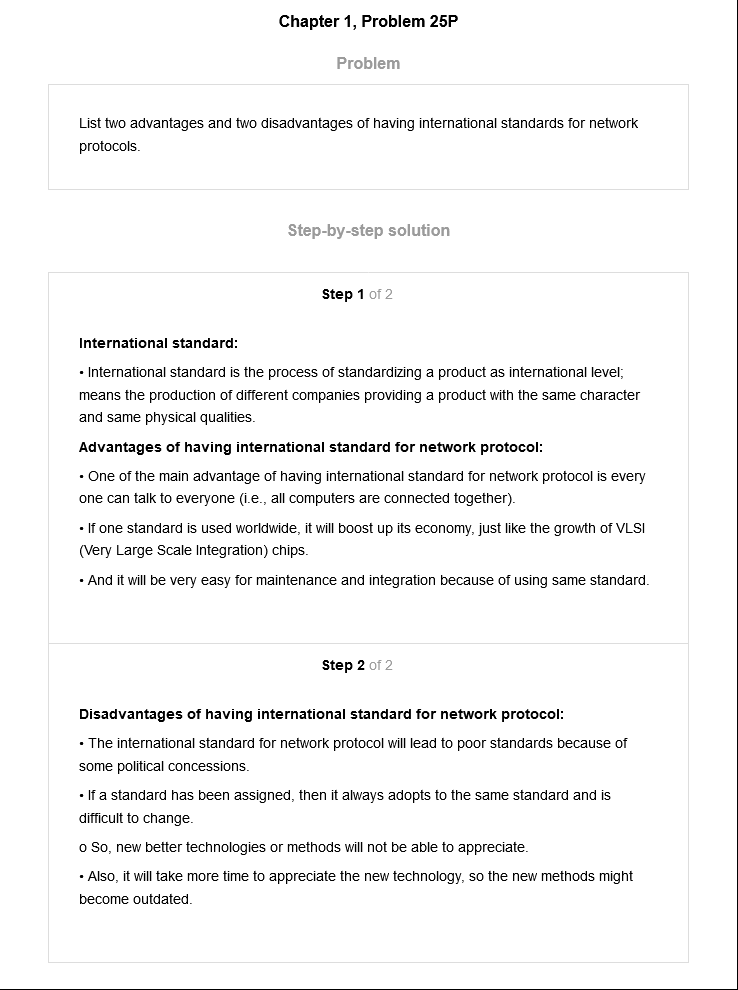 Chapter 1, Problem 25P
Problem
List two advantages and two disadvantages of having international standards for network
protocols.
Step-by-step solution
Step 1 of 2
International standard:
• International standard is the process of standardizing a product as international level;
means the production of different companies providing a product with the same character
and same physical qualities.
Advantages of having international standard for network protocol:
• One of the main advantage of having international standard for network protocol is every
one can talk to everyone (i.e., all computers are connected together).
• If one standard is used worldwide, it will boost up its economy, just like the growth of VLSI
(Very Large Scale Integration) chips.
• And it will be very easy for maintenance and integration because of using same standard.
Step 2 of 2
Disadvantages of having international standard for network protocol:
• The international standard for network protocol will lead to poor standards because of
some political concessions.
• If a standard has been assigned, then it always adopts to the same standard and is
difficult to change.
o So, new better technologies or methods will not be able to appreciate.
• Also, it will take more time to appreciate the new technology, so the new methods might
become outdated.